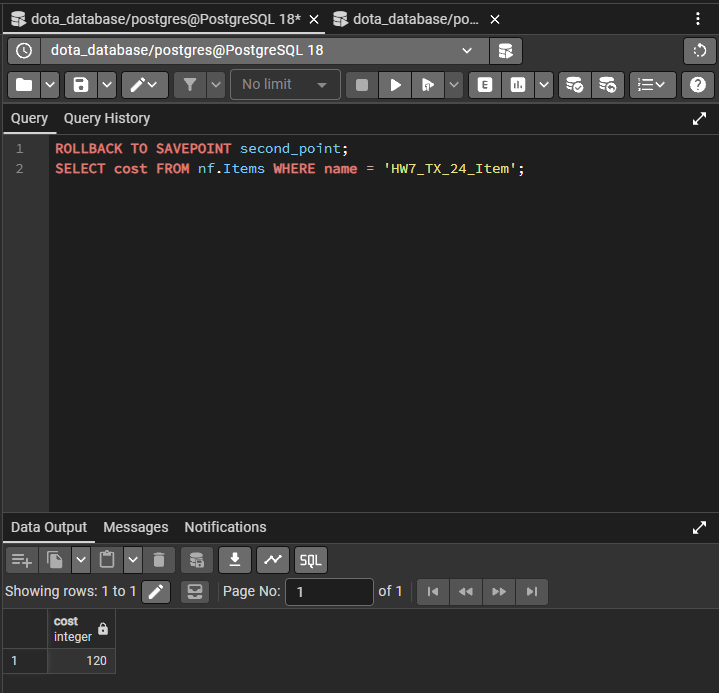 dota_database/postgres@PostgreSQL 18*
dota_database/po...
dota_database/postgres@PostgreSQL 18
No limit
E
Query
Query History
1 ROLLBACK TO SAVEPOINT second_point;
2 SELECT cost FROM nf.Items WHERE name = 'HW7_TX_24_Item';
Data Output
Messages
Notifications
SQL
Showing rows: 1 to 1
Page No:
1
of 1
cost
integer
1
120